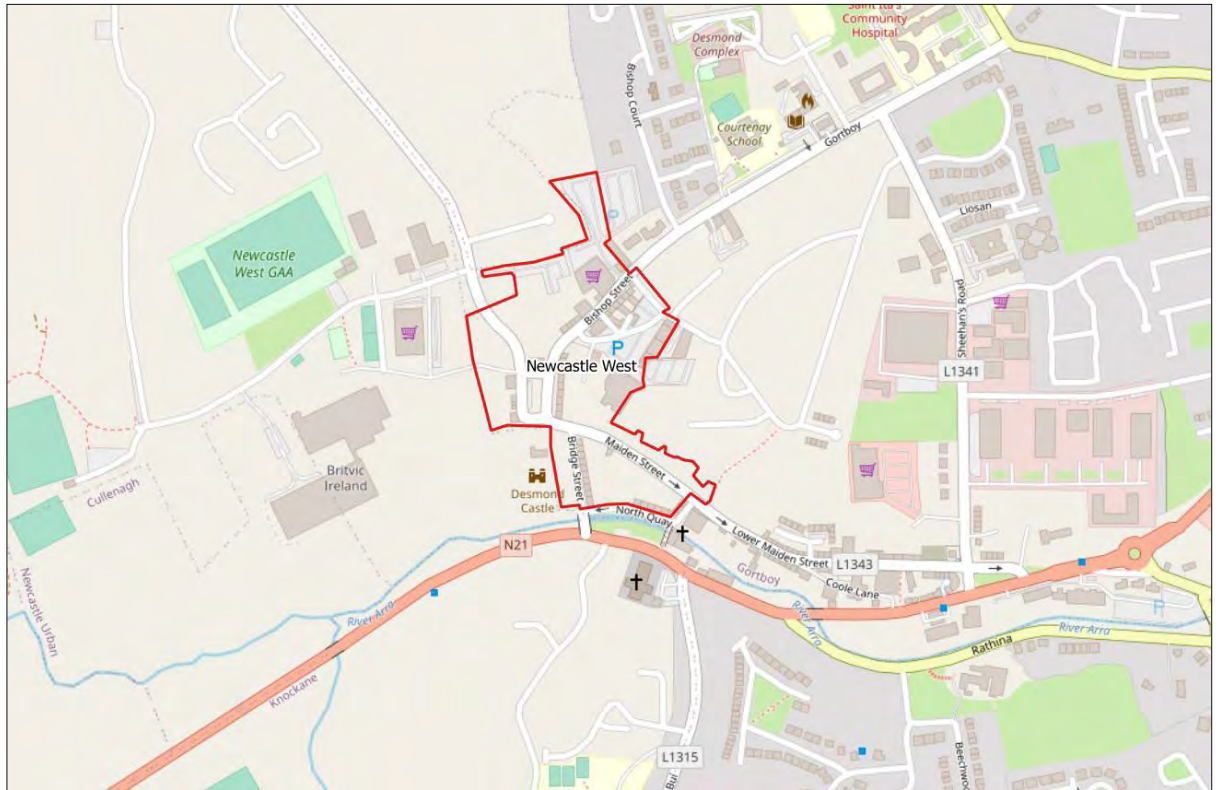 Saint Ita's
Community
Hospital
Desmond
Complex
Bishop Court
Courtenay
School
Gortboy
Newcastle
West GAA
Liosan
Bishop Street
P
P
Sheehan's Road
Newcastle West
L1341
Maiden Street
Bridge Street
Britvic
Ireland
Cullenagh
Desmond
Castle
North Quay
N21
Lower Maiden Street
L1343
Gortboy
Coole Lane
Newcastle Urban
River Arra
River Arra
River Arra
P
Rathina
Knockane
L1315
Bui
Beechwoo